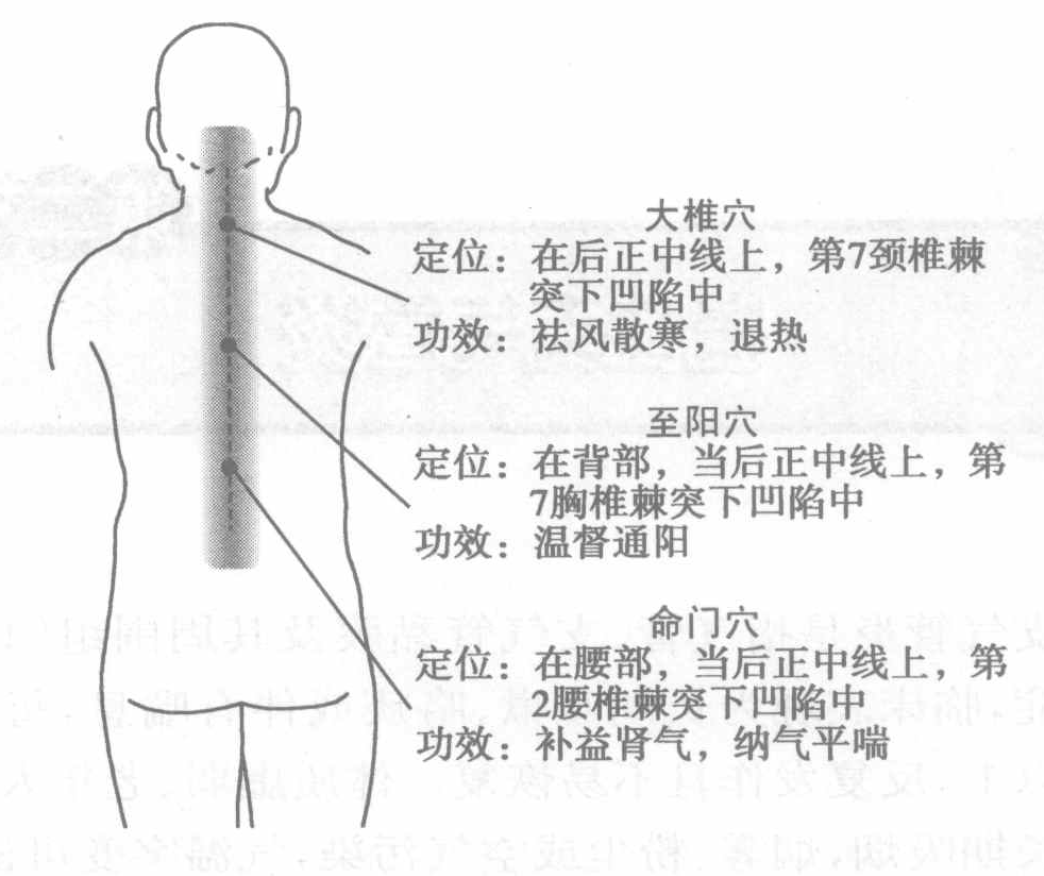 大椎穴
定位：在后正中线上，第7颈椎棘
突下凹陷中
功效：祛风散寒，退热
至阳穴
定位：在背部，当后正中线上，第
7胸椎棘突下凹陷中
功效：温督通阳
命门穴
定位：在腰部，当后正中线上，第
2腰椎棘突下凹陷中
功效：补益肾气，纳气平喘